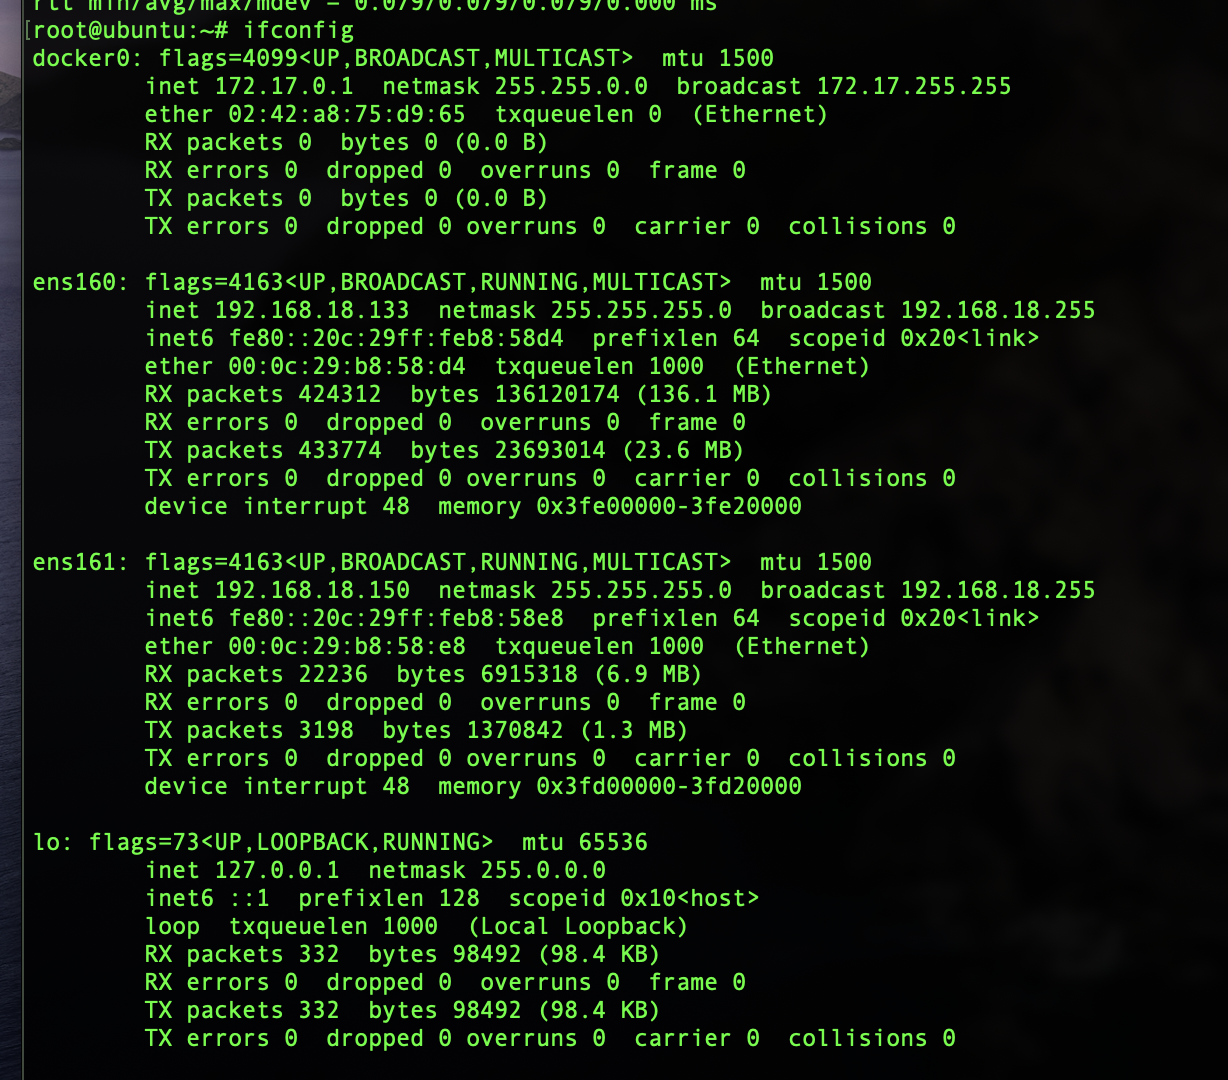 rtt min/avg/max/mdev = 0.079/0.079/0.079/0.000 ms
[root@ubuntu:~# ifconfig
docker0: flags=4099<UP,BROADCAST,MULTICAST>  mtu 1500
        inet 172.17.0.1  netmask 255.255.0.0  broadcast 172.17.255.255
        ether 02:42:a8:75:d9:65  txqueuelen 0  (Ethernet)
        RX packets 0  bytes 0 (0.0 B)
        RX errors 0  dropped 0  overruns 0  frame 0
        TX packets 0  bytes 0 (0.0 B)
        TX errors 0  dropped 0 overruns 0  carrier 0  collisions 0

ens160: flags=4163<UP,BROADCAST,RUNNING,MULTICAST>  mtu 1500
        inet 192.168.18.133  netmask 255.255.255.0  broadcast 192.168.18.255
        inet6 fe80::20c:29ff:feb8:58d4  prefixlen 64  scopeid 0x20<link>
        ether 00:0c:29:b8:58:d4  txqueuelen 1000  (Ethernet)
        RX packets 424312  bytes 136120174 (136.1 MB)
        RX errors 0  dropped 0  overruns 0  frame 0
        TX packets 433774  bytes 23693014 (23.6 MB)
        TX errors 0  dropped 0 overruns 0  carrier 0  collisions 0
        device interrupt 48  memory 0x3fe00000-3fe20000

ens161: flags=4163<UP,BROADCAST,RUNNING,MULTICAST>  mtu 1500
        inet 192.168.18.150  netmask 255.255.255.0  broadcast 192.168.18.255
        inet6 fe80::20c:29ff:feb8:58e8  prefixlen 64  scopeid 0x20<link>
        ether 00:0c:29:b8:58:e8  txqueuelen 1000  (Ethernet)
        RX packets 22236  bytes 6915318 (6.9 MB)
        RX errors 0  dropped 0  overruns 0  frame 0
        TX packets 3198  bytes 1370842 (1.3 MB)
        TX errors 0  dropped 0 overruns 0  carrier 0  collisions 0
        device interrupt 48  memory 0x3fd00000-3fd20000

lo: flags=73<UP,LOOPBACK,RUNNING>  mtu 65536
        inet 127.0.0.1  netmask 255.0.0.0
        inet6 ::1  prefixlen 128  scopeid 0x10<host>
        loop  txqueuelen 1000  (Local Loopback)
        RX packets 332  bytes 98492 (98.4 KB)
        RX errors 0  dropped 0  overruns 0  frame 0
        TX packets 332  bytes 98492 (98.4 KB)
        TX errors 0  dropped 0 overruns 0  carrier 0  collisions 0